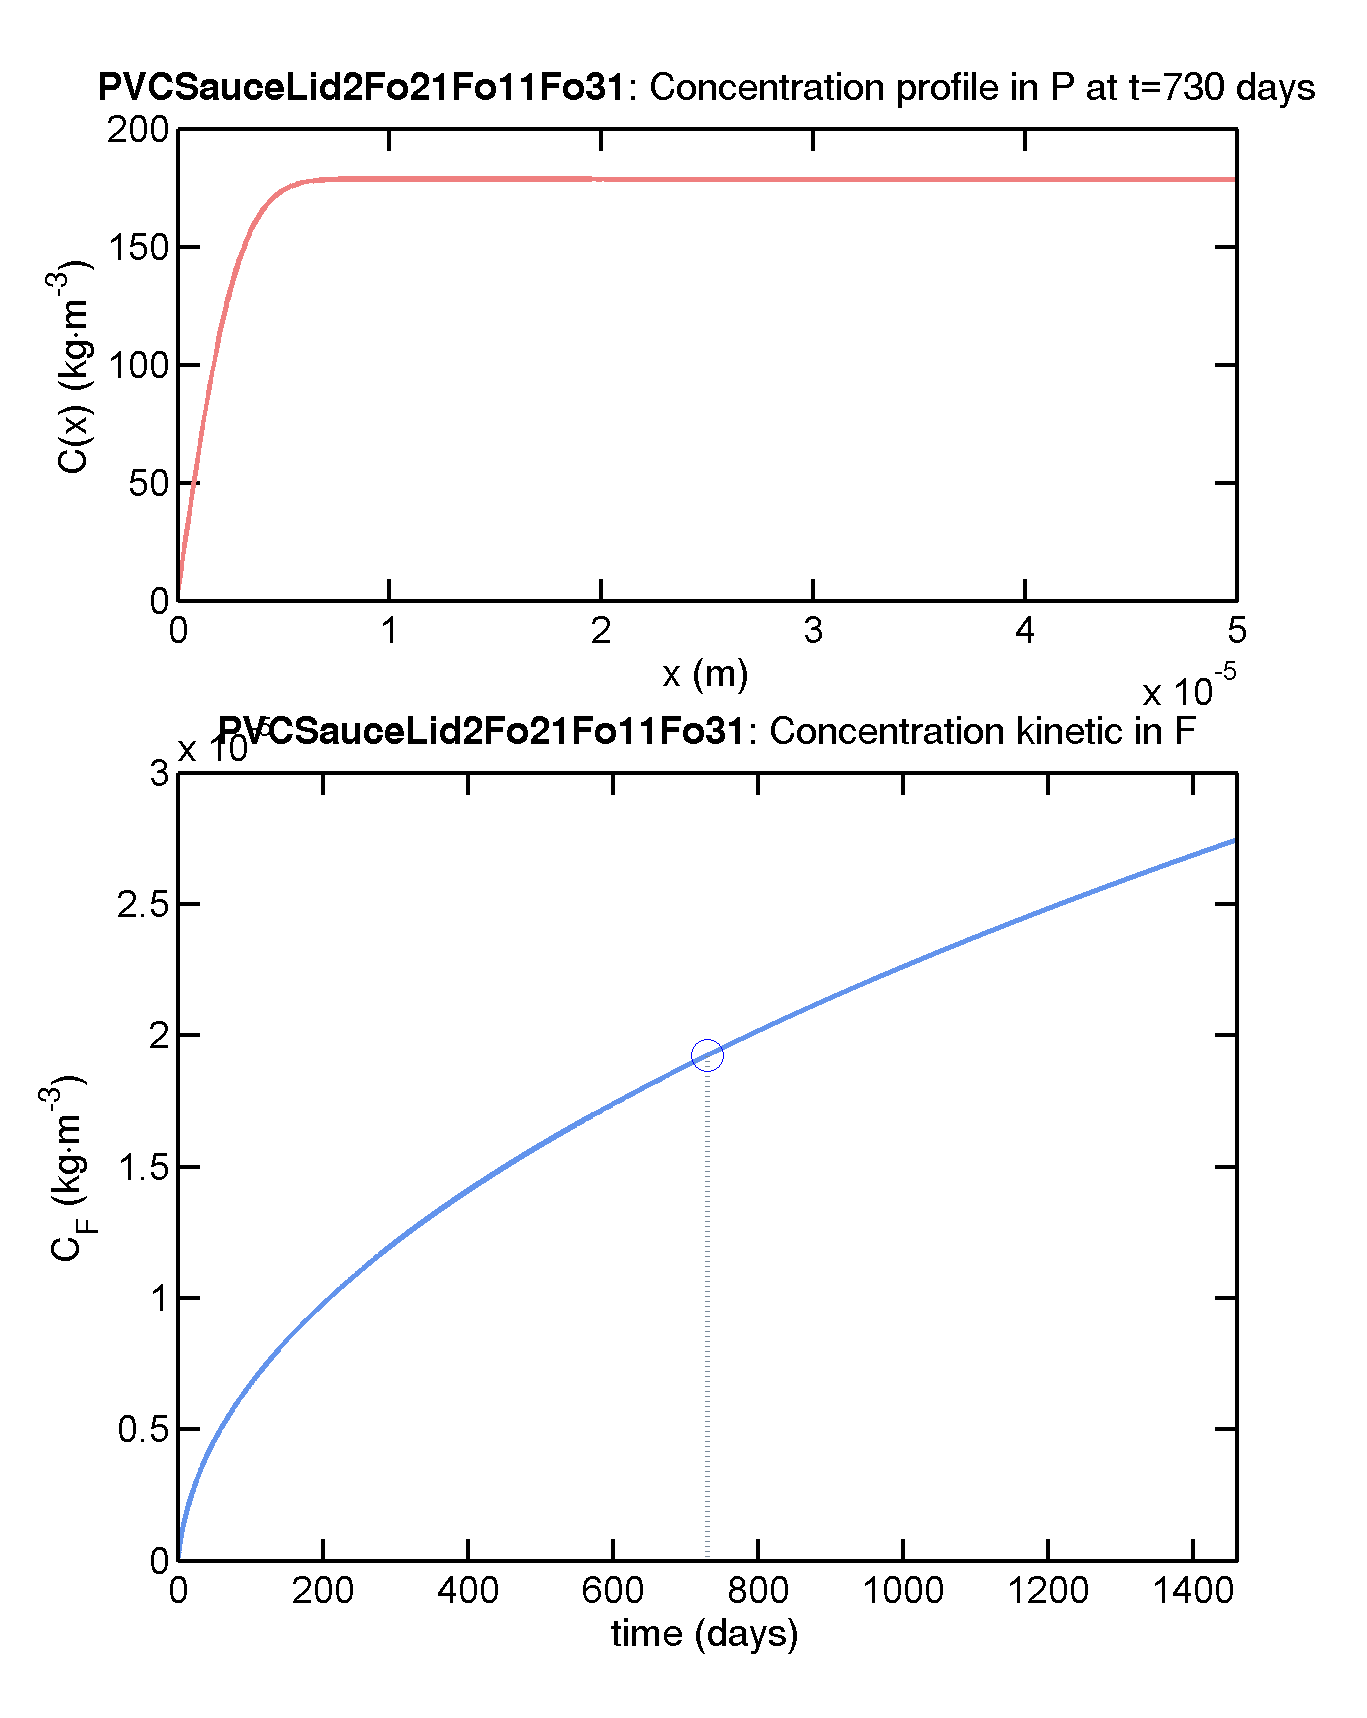 PVCSauceLid2Fo21Fo11Fo31: Concentration profile in P at t=730 days
200
150
100
50
0
C(x) (kg·m-3)
0 1 2 3 4 5
x (m)
x 10-5
PVCSauceLid2Fo21Fo11Fo31: Concentration kinetic in F
x 10
3
2.5
2
1.5
1
0.5
0
CF (kg·m-3)
0 200 400 600 800 1000 1200 1400
time (days)